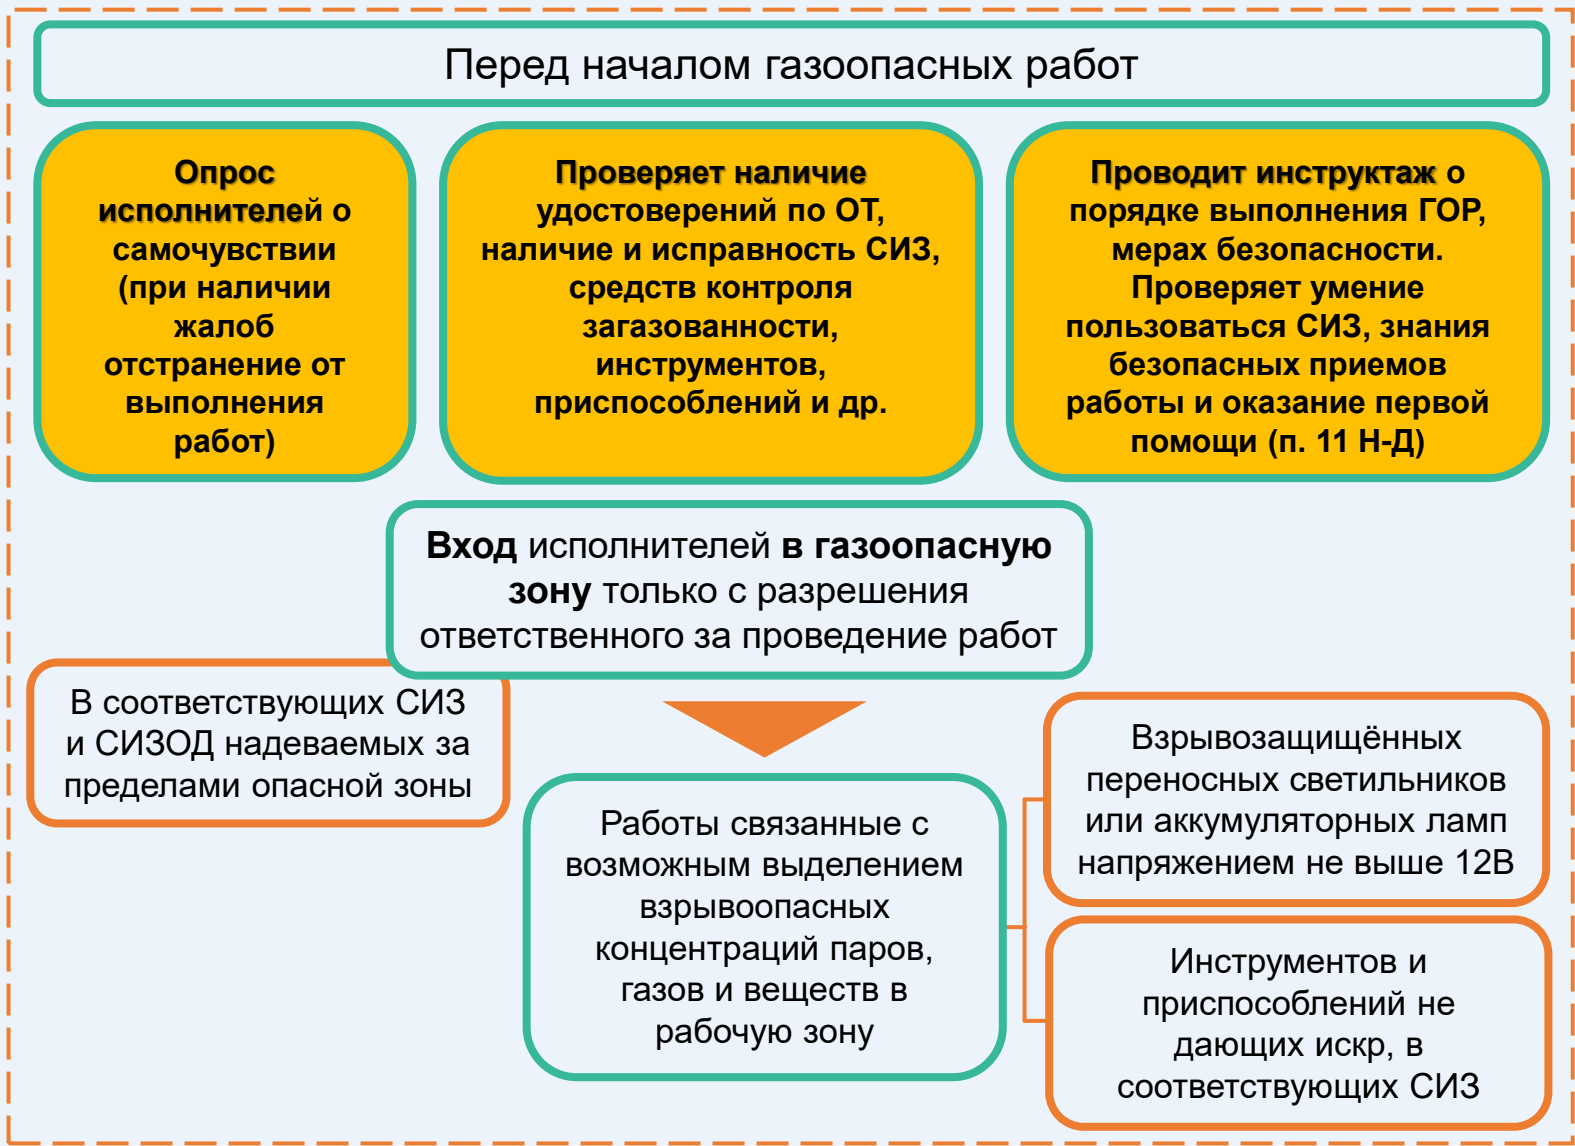 Перед началом газоопасных работ
Опрос
исполнителей о
самочувствии
(при наличии
жалоб
отстранение от
выполнения
работ)
Проверяет наличие
удостоверений по ОТ,
наличие и исправность СИЗ,
средств контроля
загазованности,
инструментов,
приспособлений и др.
Проводит инструктаж о
порядке выполнения ГОР,
мерах безопасности.
Проверяет умение
пользоваться СИЗ, знания
безопасных приемов
работы и оказание первой
помощи (п. 11 Н-Д)
Вход исполнителей в газоопасную
зону только с разрешения
ответственного за проведение работ
В соответствующих СИЗ
и СИЗОД надеваемых за
пределами опасной зоны
Работы связанные с
возможным выделением
взрывоопасных
концентраций паров,
газов и веществ в
рабочую зону
Взрывозащищённых
переносных светильников
или аккумуляторных ламп
напряжением не выше 12В
Инструментов и
приспособлений не
дающих искр, в
соответствующих СИЗ